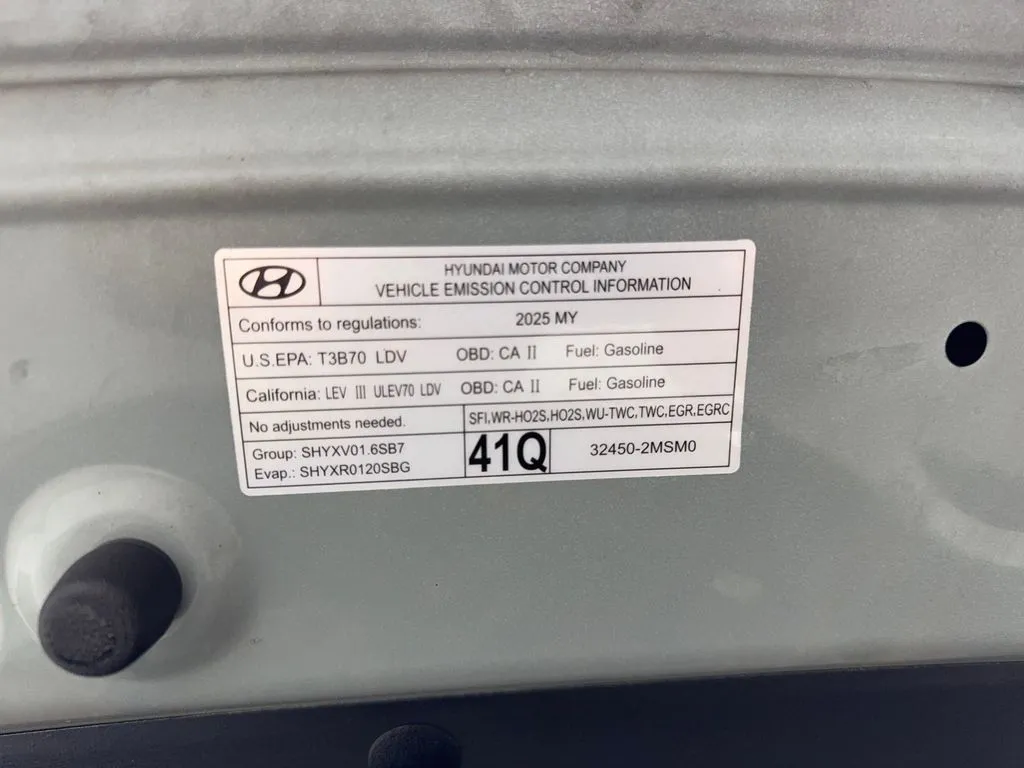 HYUNDAI MOTOR COMPANY
VEHICLE EMISSION CONTROL INFORMATION
Conforms to regulations: 2025 MY
U.S.EPA: T3B70 LDV OBD: CA II Fuel: Gasoline
California: LEV III ULEV70 LDV OBD: CA II Fuel: Gasoline
No adjustments needed. SFI,WR-HO2S,HO2S,WU-TWC,TWC,EGR,EGRC
Group: SHYXV01.6SB7
Evap.: SHYXR0120SBG
41Q 32450-2MSM0